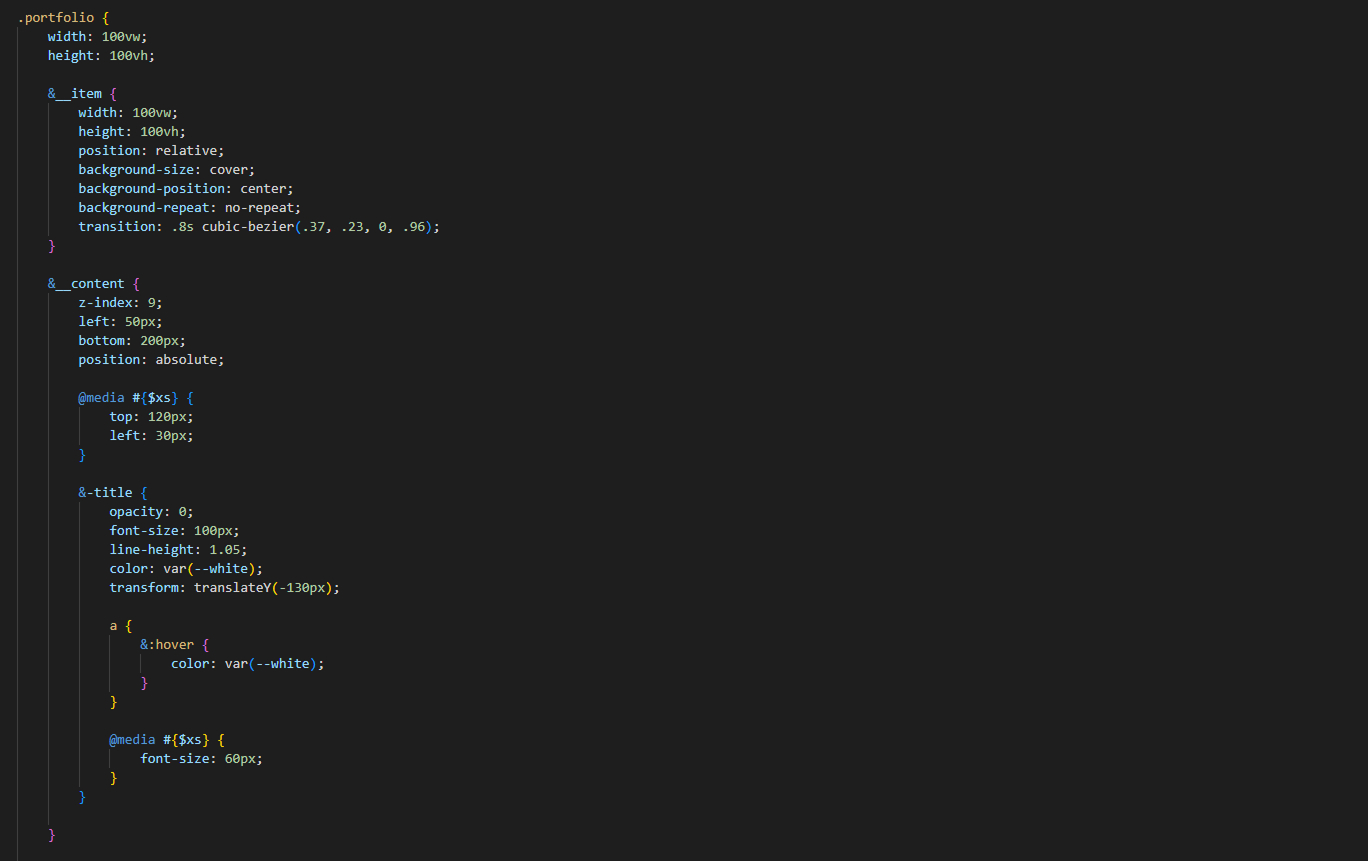 .portfolio {
    width: 100vw;
    height: 100vh;

    &__item {
        width: 100vw;
        height: 100vh;
        position: relative;
        background-size: cover;
        background-position: center;
        background-repeat: no-repeat;
        transition: .8s cubic-bezier(.37, .23, 0, .96);
    }

    &__content {
        z-index: 9;
        left: 50px;
        bottom: 200px;
        position: absolute;

        @media #{$xs} {
            top: 120px;
            left: 30px;
        }

        &-title {
            opacity: 0;
            font-size: 100px;
            line-height: 1.05;
            color: var(--white);
            transform: translateY(-130px);

            a {
                &:hover {
                    color: var(--white);
                }
            }

            @media #{$xs} {
                font-size: 60px;
            }
        }

    }